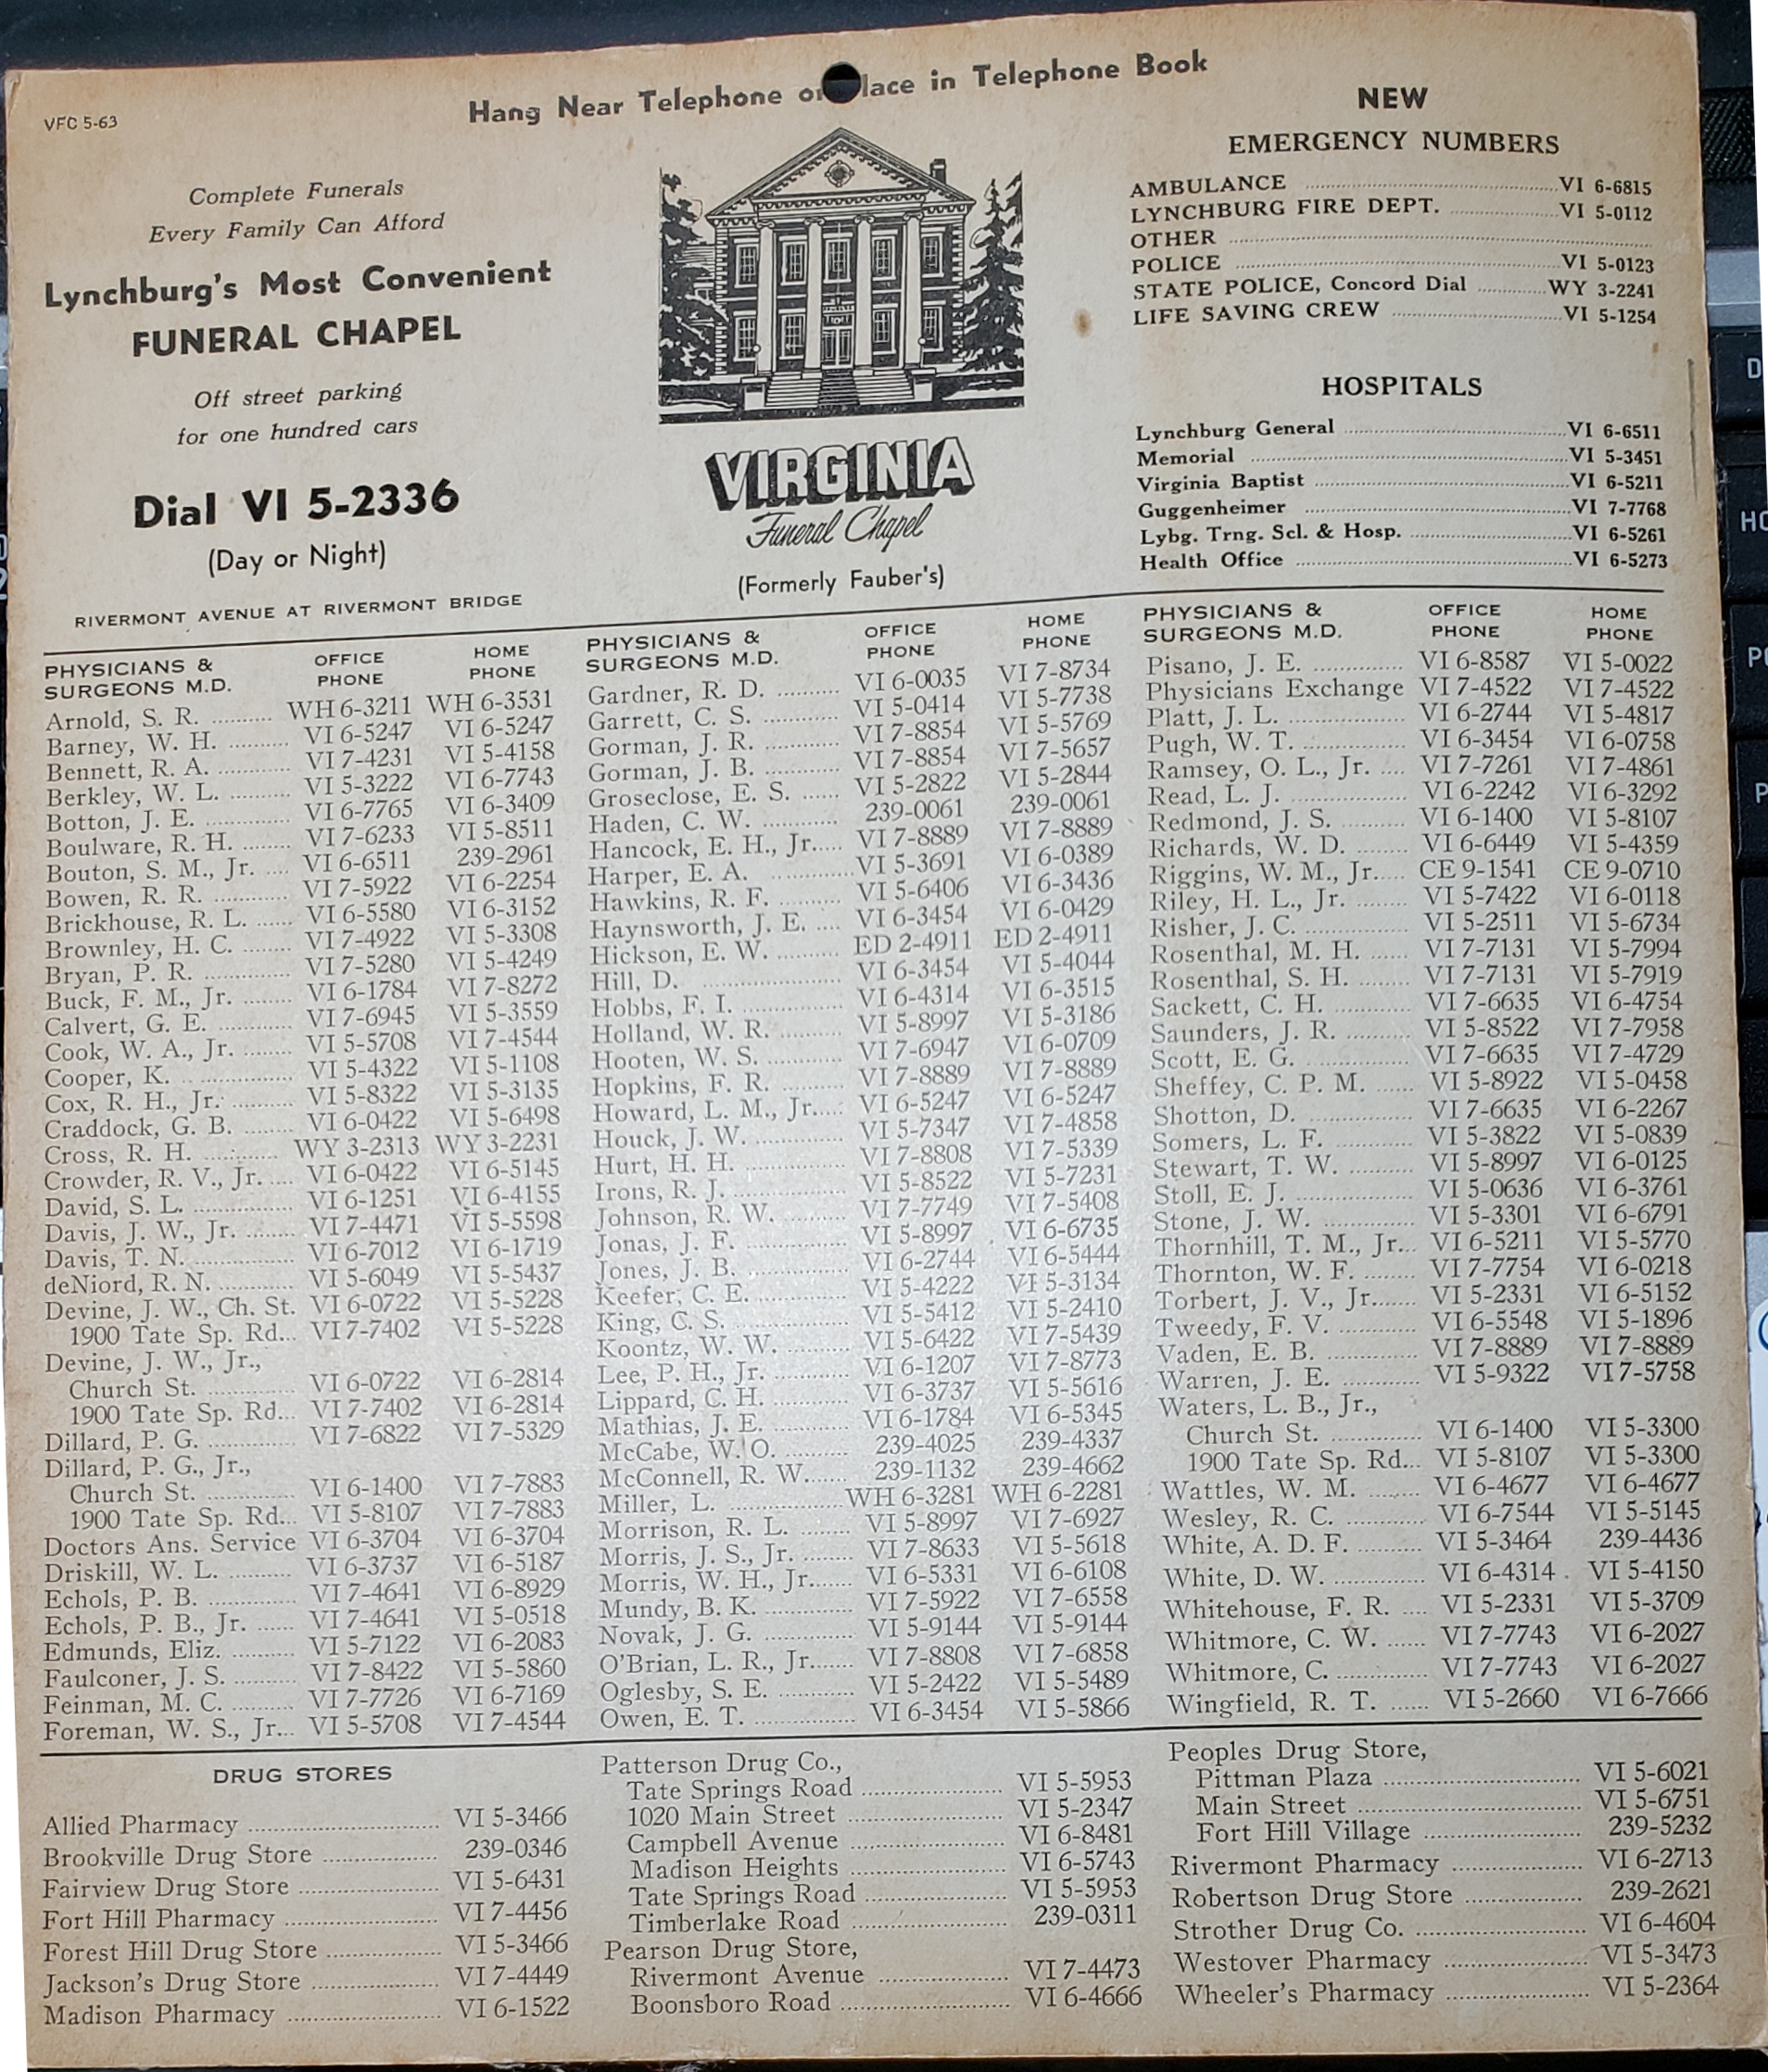 VFC 5-63
Hang Near Telephone or lace in Telephone Book
Complete Funerals
Every Family Can Afford
Lynchburg's Most Convenient
FUNERAL CHAPEL
Off street parking
for one hundred cars
Dial VI 5-2336
(Day or Night)
RIVERMONT AVENUE AT RIVERMONT BRIDGE
VIRGINIA
Funeral Chapel
(Formerly Fauber's)
NEW
EMERGENCY NUMBERS
AMBULANCE VI 6-6815
LYNCHBURG FIRE DEPT. VI 5-0112
OTHER
POLICE VI 5-0123
STATE POLICE, Concord Dial WY 3-2241
LIFE SAVING CREW VI 5-1254
HOSPITALS
Lynchburg General VI 6-6511
Memorial VI 5-3451
Virginia Baptist VI 6-5211
Guggenheimer VI 7-7768
Lybg. Trng. Scl. & Hosp. VI 6-5261
Health Office VI 6-5273
PHYSICIANS & OFFICE HOME
SURGEONS M.D. PHONE PHONE
Arnold, S. R. WH 6-3211 WH 6-3531
Barney, W. H. VI 6-5247 VI 6-5247
Bennett, R. A. VI 7-4231 VI 5-4158
Berkley, W. L. VI 5-3222 VI 6-7743
Botton, J. E. VI 6-7765 VI 6-3409
Boulware, R. H. VI 7-6233 VI 5-8511
Bouton, S. M., Jr. VI 6-6511 239-2961
Bowen, R. R. VI 7-5922 VI 6-2254
Brickhouse, R. L. VI 6-5580 VI 6-3152
Brownley, H. C. VI 7-4922 VI 5-3308
Bryan, P. R. VI 7-5280 VI 5-4249
Buck, F. M., Jr. VI 6-1784 VI 7-8272
Calvert, G. E. VI 7-6945 VI 5-3559
Cook, W. A., Jr. VI 5-5708 VI 7-4544
Cooper, K. VI 5-4322 VI 5-1108
Cox, R. H., Jr. VI 5-8322 VI 5-3135
Craddock, G. B. VI 6-0422 VI 5-6498
Cross, R. H. WY 3-2313 WY 3-2231
Crowder, R. V., Jr. VI 6-0422 VI 6-5145
David, S. L. VI 6-1251 VI 6-4155
Davis, J. W., Jr. VI 7-4471 VI 5-5598
Davis, T. N. VI 6-7012 VI 6-1719
deNiord, R. N. VI 5-6049 VI 5-5437
Devine, J. W., Ch. St. VI 6-0722 VI 5-5228
1900 Tate Sp. Rd... VI 7-7402 VI 5-5228
Devine, J. W., Jr.,
Church St. VI 6-0722 VI 6-2814
1900 Tate Sp. Rd... VI 7-7402 VI 6-2814
Dillard, P. G. VI 7-6822 VI 7-5329
Dillard, P. G., Jr.,
Church St. VI 6-1400 VI 7-7883
1900 Tate Sp. Rd... VI 5-8107 VI 7-7883
Doctors Ans. Service VI 6-3704 VI 6-3704
Driskill, W. L. VI 6-3737 VI 6-5187
Echols, P. B. VI 7-4641 VI 6-8929
Echols, P. B., Jr. VI 7-4641 VI 5-0518
Edmunds, Eliz. VI 5-7122 VI 6-2083
Faulconer, J. S. VI 7-8422 VI 5-5860
Feinman, M. C. VI 7-7726 VI 6-7169
Foreman, W. S., Jr... VI 5-5708 VI 7-4544
PHYSICIANS & OFFICE HOME
SURGEONS M.D. PHONE PHONE
Gardner, R. D. VI 6-0035 VI 7-8734
Garrett, C. S. VI 5-0414 VI 5-7738
Gorman, J. R. VI 7-8854 VI 5-5769
Gorman, J. B. VI 7-8854 VI 7-5657
Groseclose, E. S. VI 5-2822 VI 5-2844
Haden, C. W. 239-0061 239-0061
Hancock, E. H., Jr. VI 7-8889 VI 7-8889
Harper, E. A. VI 5-3691 VI 6-0389
Hawkins, R. F. VI 5-6406 VI 6-3436
Haynsworth, J. E. VI 6-3454 VI 6-0429
Hickson, E. W. ED 2-4911 ED 2-4911
Hill, D. VI 6-3454 VI 5-4044
Hobbs, F. I. VI 6-4314 VI 6-3515
Holland, W. R. VI 5-8997 VI 5-3186
Hooten, W. S. VI 7-6947 VI 6-0709
Hopkins, F. R. VI 7-8889 VI 7-8889
Howard, L. M., Jr. VI 6-5247 VI 6-5247
Houck, J. W. VI 5-7347 VI 7-4858
Hurt, H. H. VI 7-8808 VI 7-5339
Irons, R. J. VI 5-8522 VI 5-7231
Johnson, R. W. VI 7-7749 VI 7-5408
Jonas, J. F. VI 5-8997 VI 6-6735
Jones, J. B. VI 6-2744 VI 6-5444
Keefer, C. E. VI 5-4222 VI 5-3134
King, C. S. VI 5-5412 VI 5-2410
Koontz, W. W. VI 5-6422 VI 7-5439
Lee, P. H., Jr. VI 6-1207 VI 7-8773
Lippard, C. H. VI 6-3737 VI 5-5616
Mathias, J. E. VI 6-1784 VI 6-5345
McCabe, W. O. 239-4025 239-4337
McConnell, R. W. 239-1132 239-4662
Miller, L. WH 6-3281 WH 6-2281
Morrison, R. L. VI 5-8997 VI 7-6927
Morris, J. S., Jr. VI 7-8633 VI 5-5618
Morris, W. H., Jr. VI 6-5331 VI 6-6108
Mundy, B. K. VI 7-5922 VI 7-6558
Novak, J. G. VI 5-9144 VI 5-9144
O'Brian, L. R., Jr. VI 7-8808 VI 7-6858
Oglesby, S. E. VI 5-2422 VI 5-5489
Owen, E. T. VI 6-3454 VI 5-5866
PHYSICIANS & OFFICE HOME
SURGEONS M.D. PHONE PHONE
Pisano, J. E. VI 6-8587 VI 5-0022
Physicians Exchange VI 7-4522 VI 7-4522
Platt, J. L. VI 6-2744 VI 5-4817
Pugh, W. T. VI 6-3454 VI 6-0758
Ramsey, O. L., Jr. VI 7-7261 VI 7-4861
Read, L. J. VI 6-2242 VI 6-3292
Redmond, J. S. VI 6-1400 VI 5-8107
Richards, W. D. VI 6-6449 VI 5-4359
Riggins, W. M., Jr. CE 9-1541 CE 9-0710
Riley, H. L., Jr. VI 5-7422 VI 6-0118
Risher, J. C. VI 5-2511 VI 5-6734
Rosenthal, M. H. VI 7-7131 VI 5-7994
Rosenthal, S. H. VI 7-7131 VI 5-7919
Sackett, C. H. VI 7-6635 VI 6-4754
Saunders, J. R. VI 5-8522 VI 7-7958
Scott, E. G. VI 7-6635 VI 7-4729
Sheffey, C. P. M. VI 5-8922 VI 5-0458
Shotton, D. VI 7-6635 VI 6-2267
Somers, L. F. VI 5-3822 VI 5-0839
Stewart, T. W. VI 5-8997 VI 6-0125
Stoll, E. J. VI 5-0636 VI 6-3761
Stone, J. W. VI 5-3301 VI 6-6791
Thornhill, T. M., Jr... VI 6-5211 VI 5-5770
Thornton, W. F. VI 7-7754 VI 6-0218
Torbert, J. V., Jr. VI 5-2331 VI 6-5152
Tweedy, F. V. VI 6-5548 VI 5-1896
Vaden, E. B. VI 7-8889 VI 7-8889
Warren, J. E. VI 5-9322 VI 7-5758
Waters, L. B., Jr.,
Church St. VI 6-1400 VI 5-3300
1900 Tate Sp. Rd... VI 5-8107 VI 5-3300
Wattles, W. M. VI 6-4677 VI 6-4677
Wesley, R. C. VI 6-7544 VI 5-5145
White, A. D. F. VI 5-3464 239-4436
White, D. W. VI 6-4314 VI 5-4150
Whitehouse, F. R. VI 5-2331 VI 5-3709
Whitmore, C. W. VI 7-7743 VI 6-2027
Whitmore, C. VI 7-7743 VI 6-2027
Wingfield, R. T. VI 5-2660 VI 6-7666
DRUG STORES
Allied Pharmacy VI 5-3466
Brookville Drug Store 239-0346
Fairview Drug Store VI 5-6431
Fort Hill Pharmacy VI 7-4456
Forest Hill Drug Store VI 5-3466
Jackson's Drug Store VI 7-4449
Madison Pharmacy VI 6-1522
Patterson Drug Co.,
Tate Springs Road VI 5-5953
1020 Main Street VI 5-2347
Campbell Avenue VI 6-8481
Madison Heights VI 6-5743
Tate Springs Road VI 5-5953
Timberlake Road 239-0311
Pearson Drug Store,
Rivermont Avenue VI 7-4473
Boonsboro Road VI 6-4666
Peoples Drug Store,
Pittman Plaza VI 5-6021
Main Street VI 5-6751
Fort Hill Village 239-5232
Rivermont Pharmacy VI 6-2713
Robertson Drug Store 239-2621
Strother Drug Co. VI 6-4604
Westover Pharmacy VI 5-3473
Wheeler's Pharmacy VI 5-2364